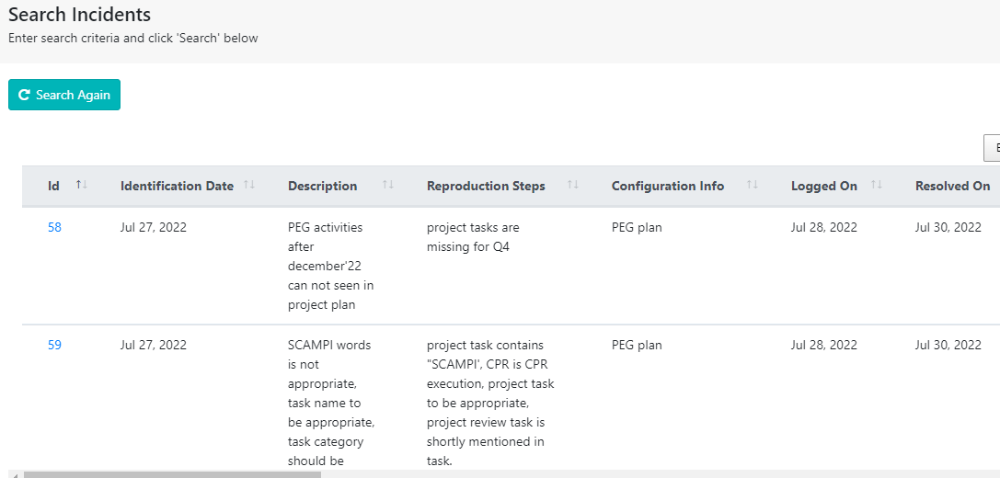 Search Incidents
Enter search criteria and click 'Search' below
Search Again
Id Identification Date Description Reproduction Steps Configuration Info Logged On Resolved On
58 Jul 27, 2022 PEG activities project tasks are PEG plan Jul 28, 2022 Jul 30, 2022
after missing for Q4
december'22
can not seen in
project plan
59 Jul 27, 2022 SCAMPI words project task contains PEG plan Jul 28, 2022 Jul 30, 2022
is not "SCAMPI', CPR is CPR
appropriate, execution, project task
task name to to be appropriate,
be appropriate, project review task is
task category shortly mentioned in
should be task.